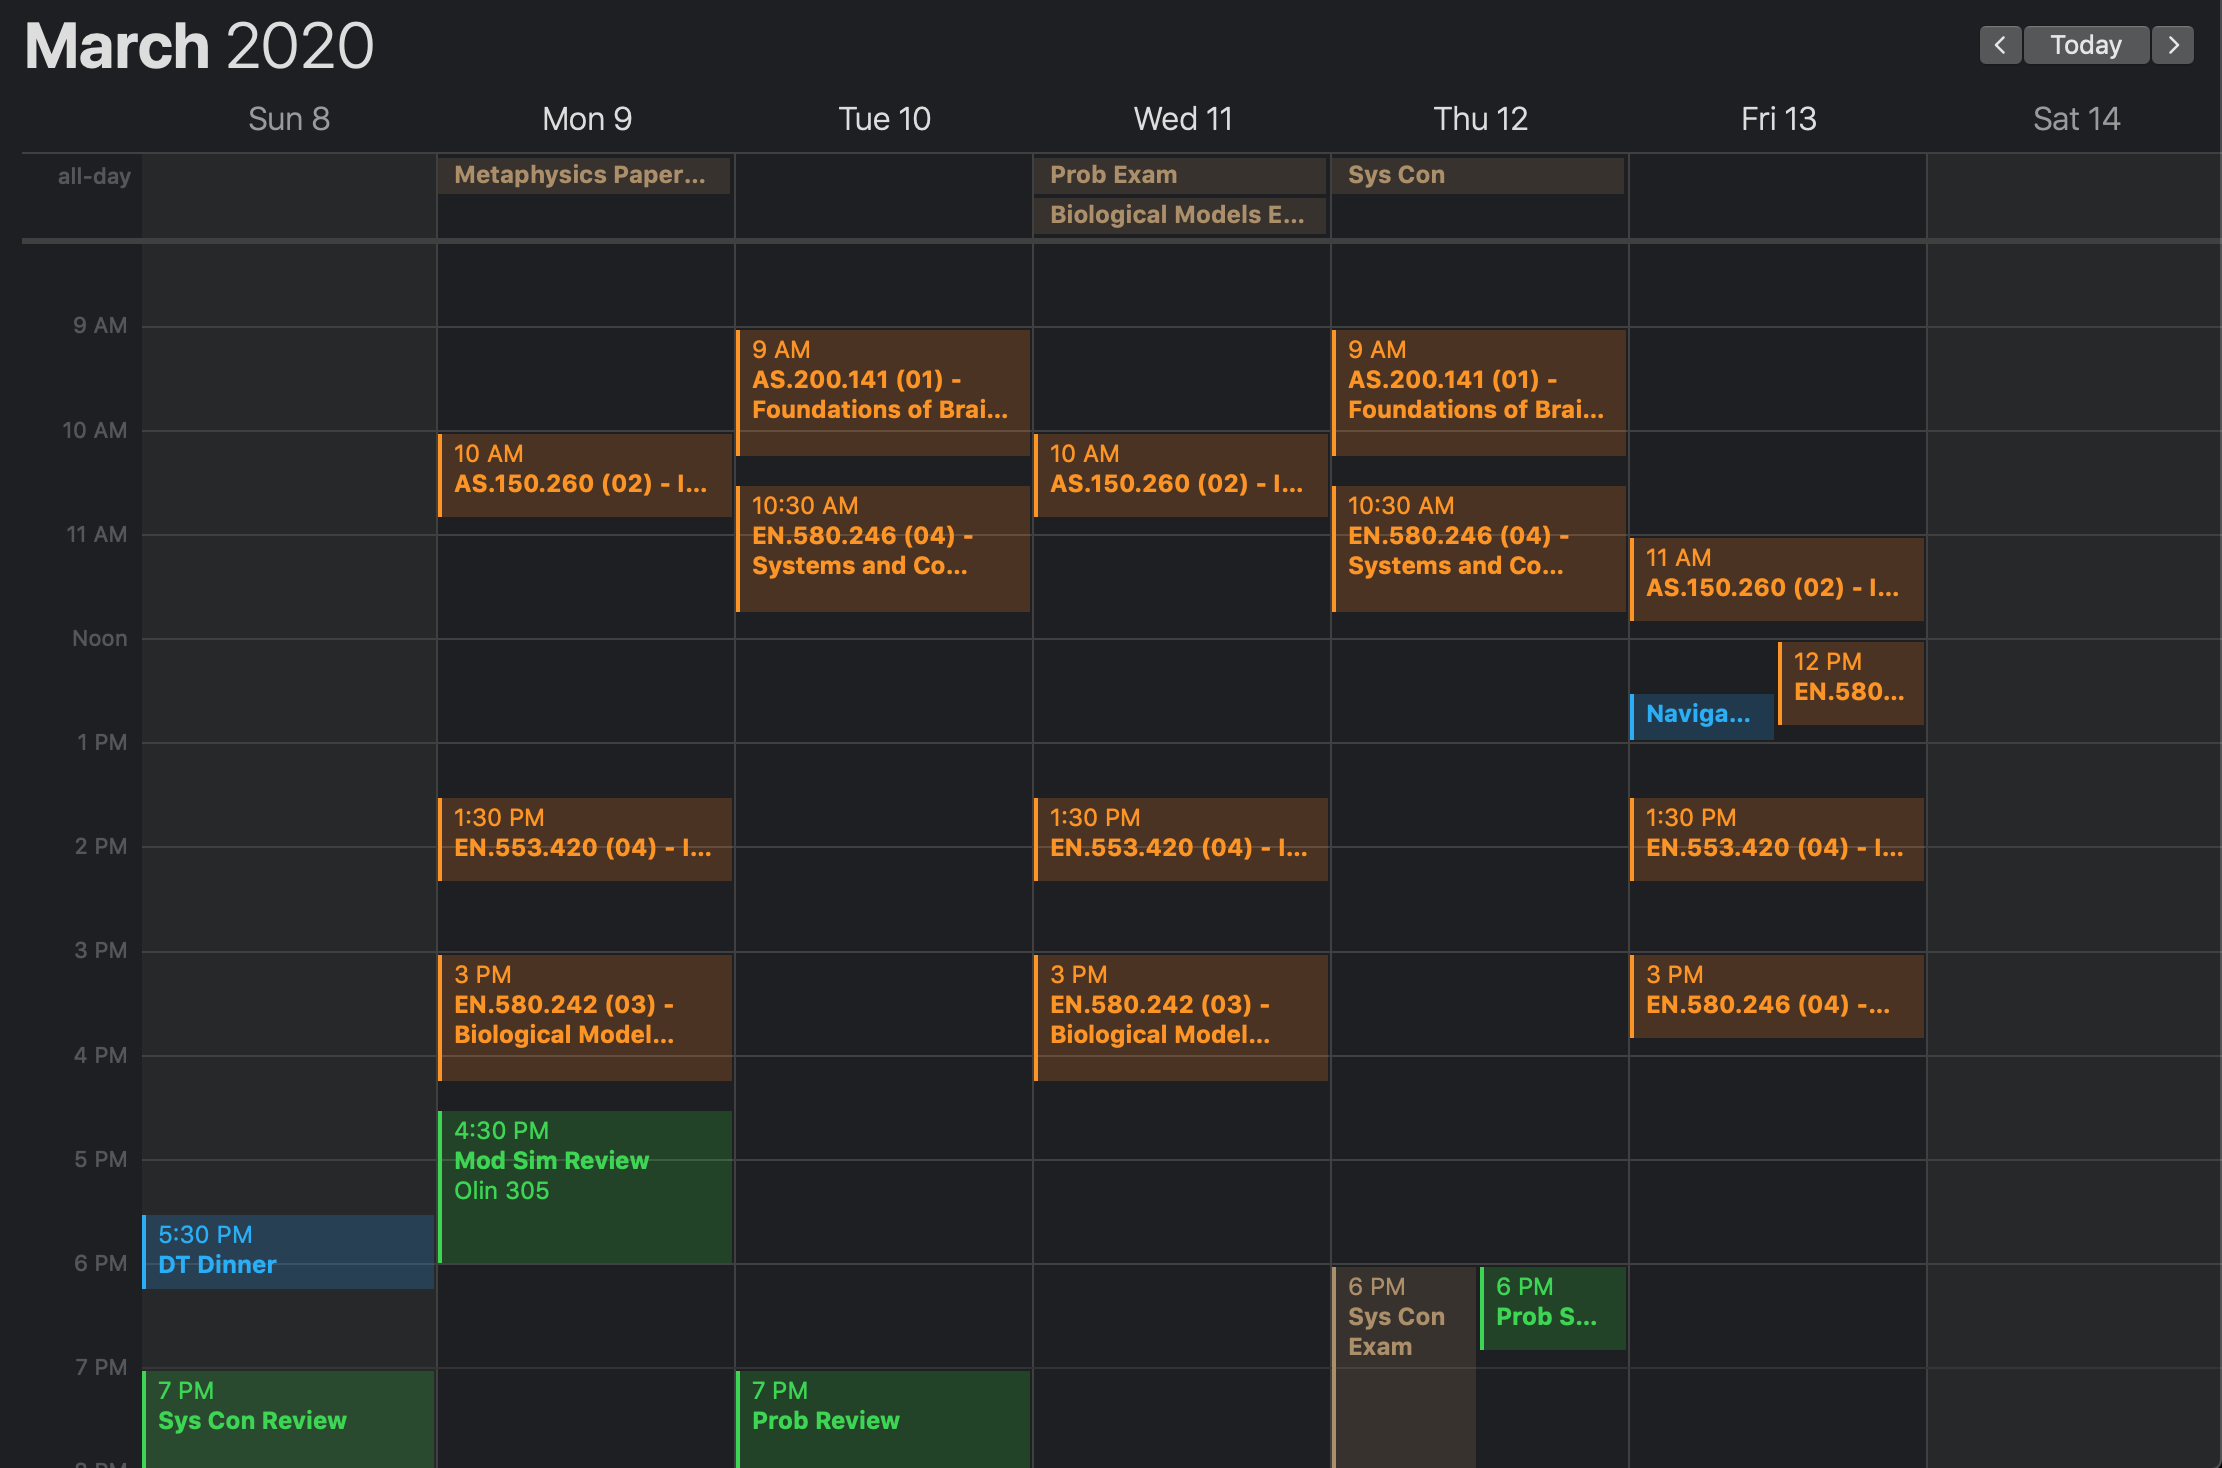 March 2020
Today
Sun 8
Mon 9
Tue 10
Wed 11
Thu 12
Fri 13
Sat 14
all-day
Metaphysics Paper...
Prob Exam
Biological Models E...
Sys Con
9 AM
10 AM
11 AM
Noon
1 PM
2 PM
3 PM
4 PM
5 PM
6 PM
7 PM
5:30 PM
DT Dinner
7 PM
Sys Con Review
10 AM
AS.150.260 (02) - I...
1:30 PM
EN.553.420 (04) - I...
3 PM
EN.580.242 (03) -
Biological Model...
4:30 PM
Mod Sim Review
Olin 305
9 AM
AS.200.141 (01) -
Foundations of Brai...
10:30 AM
EN.580.246 (04) -
Systems and Co...
7 PM
Prob Review
10 AM
AS.150.260 (02) - I...
1:30 PM
EN.553.420 (04) - I...
3 PM
EN.580.242 (03) -
Biological Model...
9 AM
AS.200.141 (01) -
Foundations of Brai...
10:30 AM
EN.580.246 (04) -
Systems and Co...
6 PM
Sys Con
Exam
6 PM
Prob S...
11 AM
AS.150.260 (02) - I...
12 PM
EN.580...
Naviga...
1:30 PM
EN.553.420 (04) - I...
3 PM
EN.580.246 (04) -...